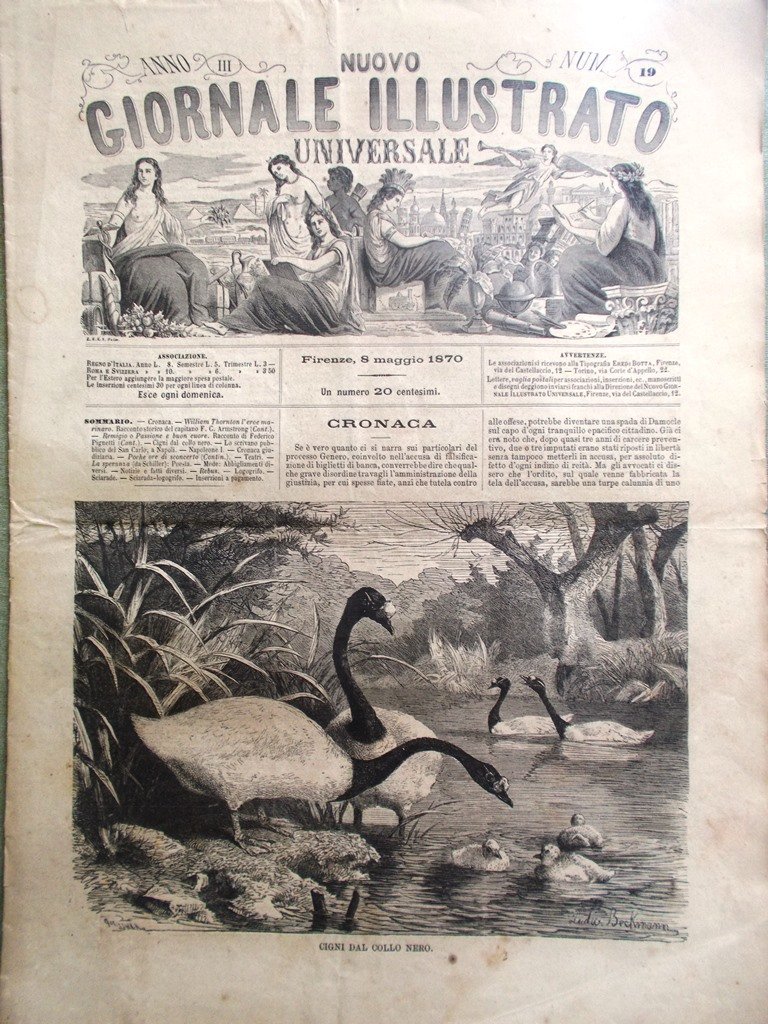 ANNO III
NUOVO
NUM. 19
GIORNALE ILLUSTRATO
UNIVERSALE
ASSOCIAZIONE.
REGNO D'ITALIA. Anno L. 8. Semestre L. 5. Trimestre L. 3 —
ROMA E SVIZZERA » » 10. » » 6. » » 3 50
Per l'Estero aggiungere la maggiore spesa postale.
Le inserzioni centesimi 30 per ogni linea di colonna.
Esce ogni domenica.
Firenze, 8 maggio 1870
Un numero 20 centesimi.
AVVERTENZE.
Le associazioni si ricevono alla Tipografia EREDI BOTTA, Firenze,
via del Castellaccio, 12 — Torino, via Corte d'Appello, 22.
Lettere, vaglia postali per associazioni, inserzioni, ec., manoscritti
e disegni deggiono inviarsi franchi alla Direzione del NUOVO GIOR-
NALE ILLUSTRATO UNIVERSALE, Firenze, via del Castellaccio, 12.
SOMMARIO. — Cronaca. — William Thornton l'eroe ma-
rinaro. Racconto storico del capitano F. G. Armstrong (Cont.).
— Remigio o Passione e buon cuore. Racconto di Federico
Pignetti (Cont.). — Cigni dal collo nero. — Lo scrivano pubbl-
lico del San Carlo, a Napoli. — Napoleone I. — Cronaca giu-
diziaria. — Poche ore di sconcerto (Contin.). — Teatri. —
La speranza (da Schiller): Poesia. — Mode: Abbigliamenti di-
versi. — Notizie e fatti diversi. — Rebus. — Logogrifo. —
Sciarade. — Sciarada-logogrifo. — Inserzioni a pagamento.
CRONACA
Se è vero quanto ci si narra sui particolari del
processo Genero, coinvolto nell'accusa di falsifica-
zione di biglietti di banca, converrebbe dire che qual-
che grave disordine travagli l'amministrazione della
giustizia, per cui spesse fiate, anzi che tutela contro
alle offese, potrebbe diventare una spada di Damocle
sul capo d'ogni tranquillo e pacifico cittadino. Già ci
era noto che, dopo quasi tre anni di carcere preven-
tivo, due o tre imputati erano stati riposti in libertà
senza tampoco metterli in accusa, per assoluto di-
fetto d'ogni indizio di reità. Ma gli avvocati ci dis-
sero che l'ordito, sul quale venne fabbricata la
tela dell'accusa, sarebbe una turpe calunnia di uno
Ludw. Beckmann
CIGNI DAL COLLO NERO.